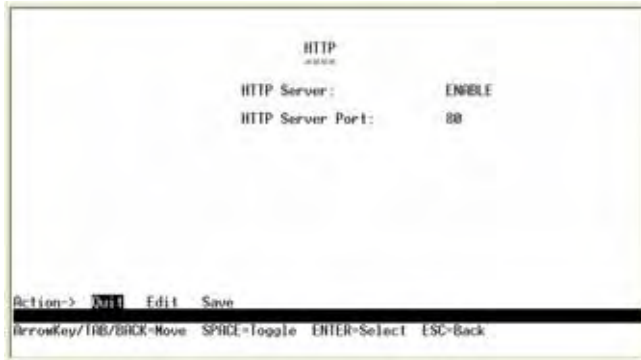 HTTP
====
HTTP Server: ENABLE
HTTP Server Port: 80
Action-> Quit Edit Save
ArrowKey/TAB/BACK=Move SPACE=Toggle ENTER=Select ESC=Back